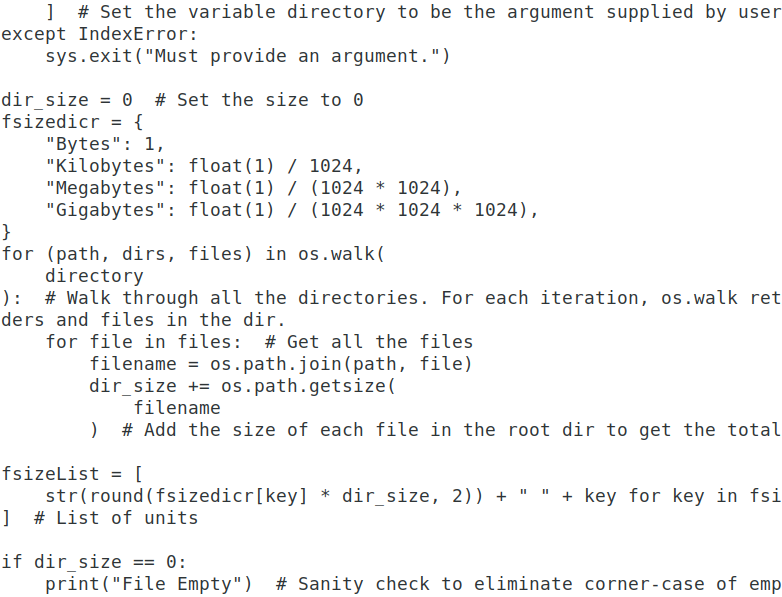 ]  # Set the variable directory to be the argument supplied by user
except IndexError:
    sys.exit("Must provide an argument.")

dir_size = 0  # Set the size to 0
fsizedicr = {
    "Bytes": 1,
    "Kilobytes": float(1) / 1024,
    "Megabytes": float(1) / (1024 * 1024),
    "Gigabytes": float(1) / (1024 * 1024 * 1024),
}
for (path, dirs, files) in os.walk(
    directory
):  # Walk through all the directories. For each iteration, os.walk ret
ders and files in the dir.
    for file in files:  # Get all the files
        filename = os.path.join(path, file)
        dir_size += os.path.getsize(
            filename
        )  # Add the size of each file in the root dir to get the total

fsizeList = [
    str(round(fsizedicr[key] * dir_size, 2)) + " " + key for key in fsi
]  # List of units

if dir_size == 0:
    print("File Empty")  # Sanity check to eliminate corner-case of emp